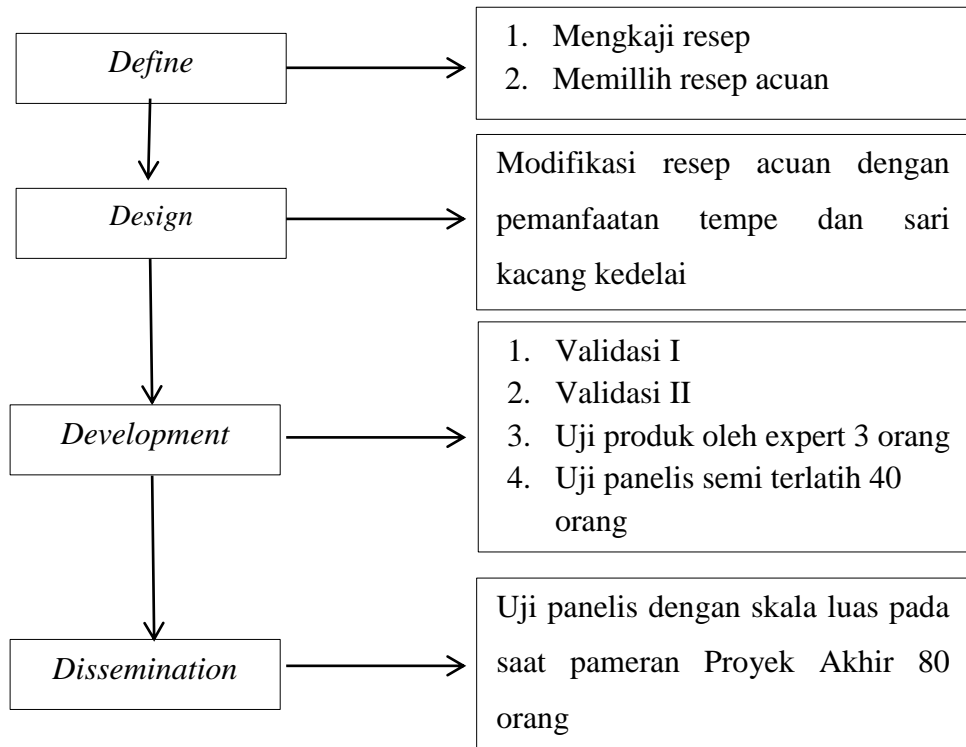 Define
1. Mengkaji resep
2. Memillih resep acuan
Design
Modifikasi resep acuan dengan
pemanfaatan tempe dan sari
kacang kedelai
Development
1. Validasi I
2. Validasi II
3. Uji produk oleh expert 3 orang
4. Uji panelis semi terlatih 40
orang
Dissemination
Uji panelis dengan skala luas pada
saat pameran Proyek Akhir 80
orang